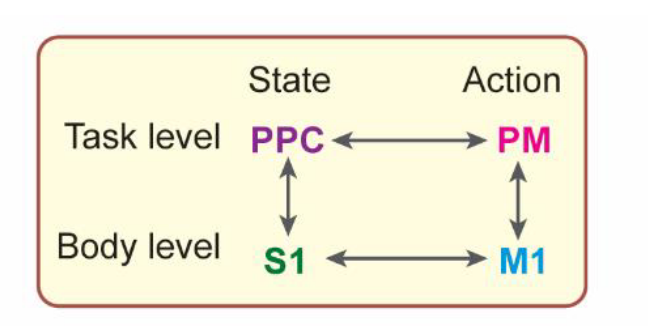 State Action
Task level PPC PM
Body level S1 M1